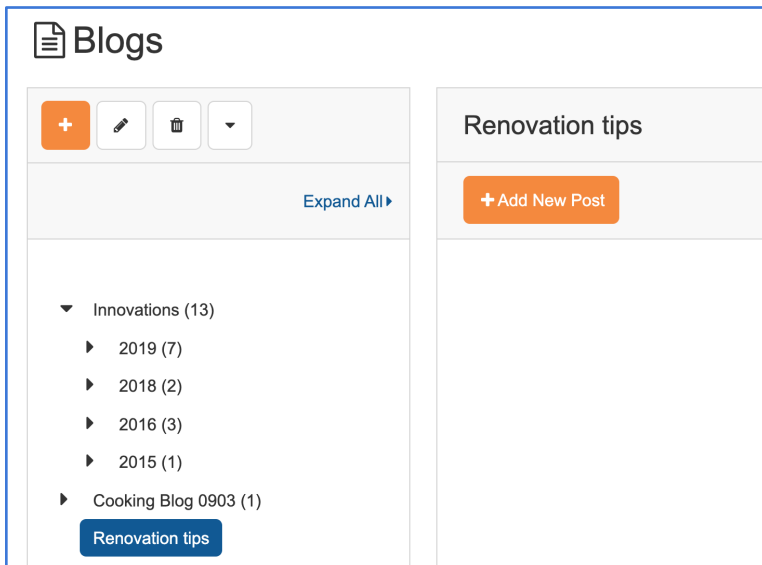 Blogs
Renovation tips
Expand All
Add New Post
Innovations (13)
2019 (7)
2018 (2)
2016 (3)
2015 (1)
Cooking Blog 0903 (1)
Renovation tips